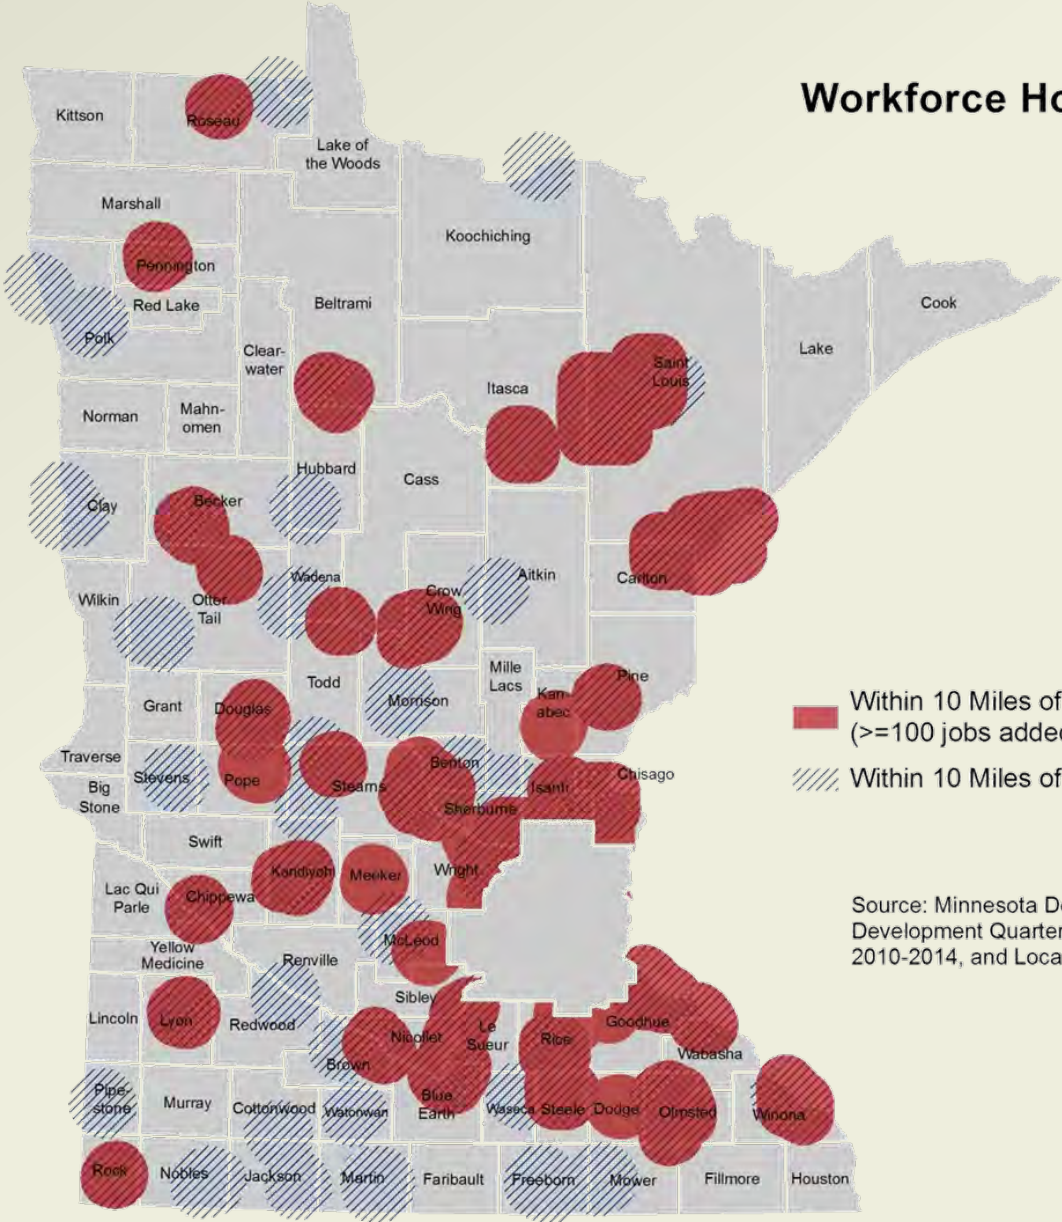 Workforce Ho
Kittson
Roseau
Lake of
the Woods
Marshall
Koochiching
Pennington
Red Lake
Beltrami
Cook
Polk
Clear-
water
Lake
Saint
Louis
Itasca
Norman
Mahn-
omen
Hubbard
Cass
Clay
Becker
Wadena
Aitkin
Carlton
Crow
Wing
Wilkin
Otter
Tail
Mille
Lacs
Pine
Todd
Kan-
abec
Morrison
Grant
Douglas
Within 10 Miles of
(>=100 jobs added
Traverse
Benton
Chisago
Stevens
Pope
Stearns
Isanti
Within 10 Miles of
Big
Stone
Sherburne
Swift
Kandiyohi
Meeker
Wright
Lac Qui
Parle
Chippewa
Source: Minnesota De
Development Quarter
2010-2014, and Loca
McLeod
Yellow
Medicine
Renville
Sibley
Lincoln
Lyon
Redwood
Nicollet
Le
Sueur
Rice
Goodhue
Wabasha
Brown
Pipe-
stone
Murray
Cottonwood
Watonwan
Blue
Earth
Waseca
Steele
Dodge
Olmsted
Winona
Rock
Nobles
Jackson
Martin
Faribault
Freeborn
Mower
Fillmore
Houston